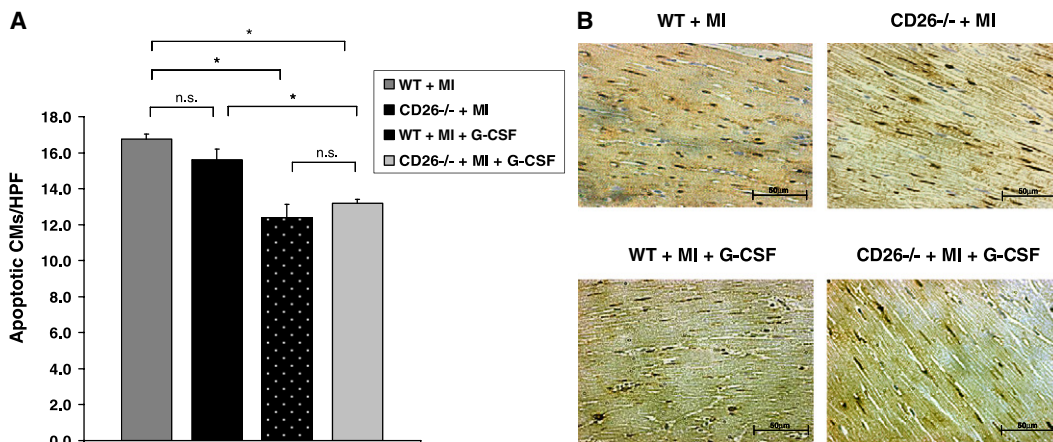 A
*
*
n.s.
*
n.s.
WT + MI
CD26-/- + MI
WT + MI + G-CSF
CD26-/- + MI + G-CSF
Apoptotic CMs/HPF
18.0
16.0
14.0
12.0
10.0
8.0
6.0
4.0
2.0
0.0
B
WT + MI
CD26-/- + MI
50µm
50µm
WT + MI + G-CSF
CD26-/- + MI + G-CSF
50µm
50µm